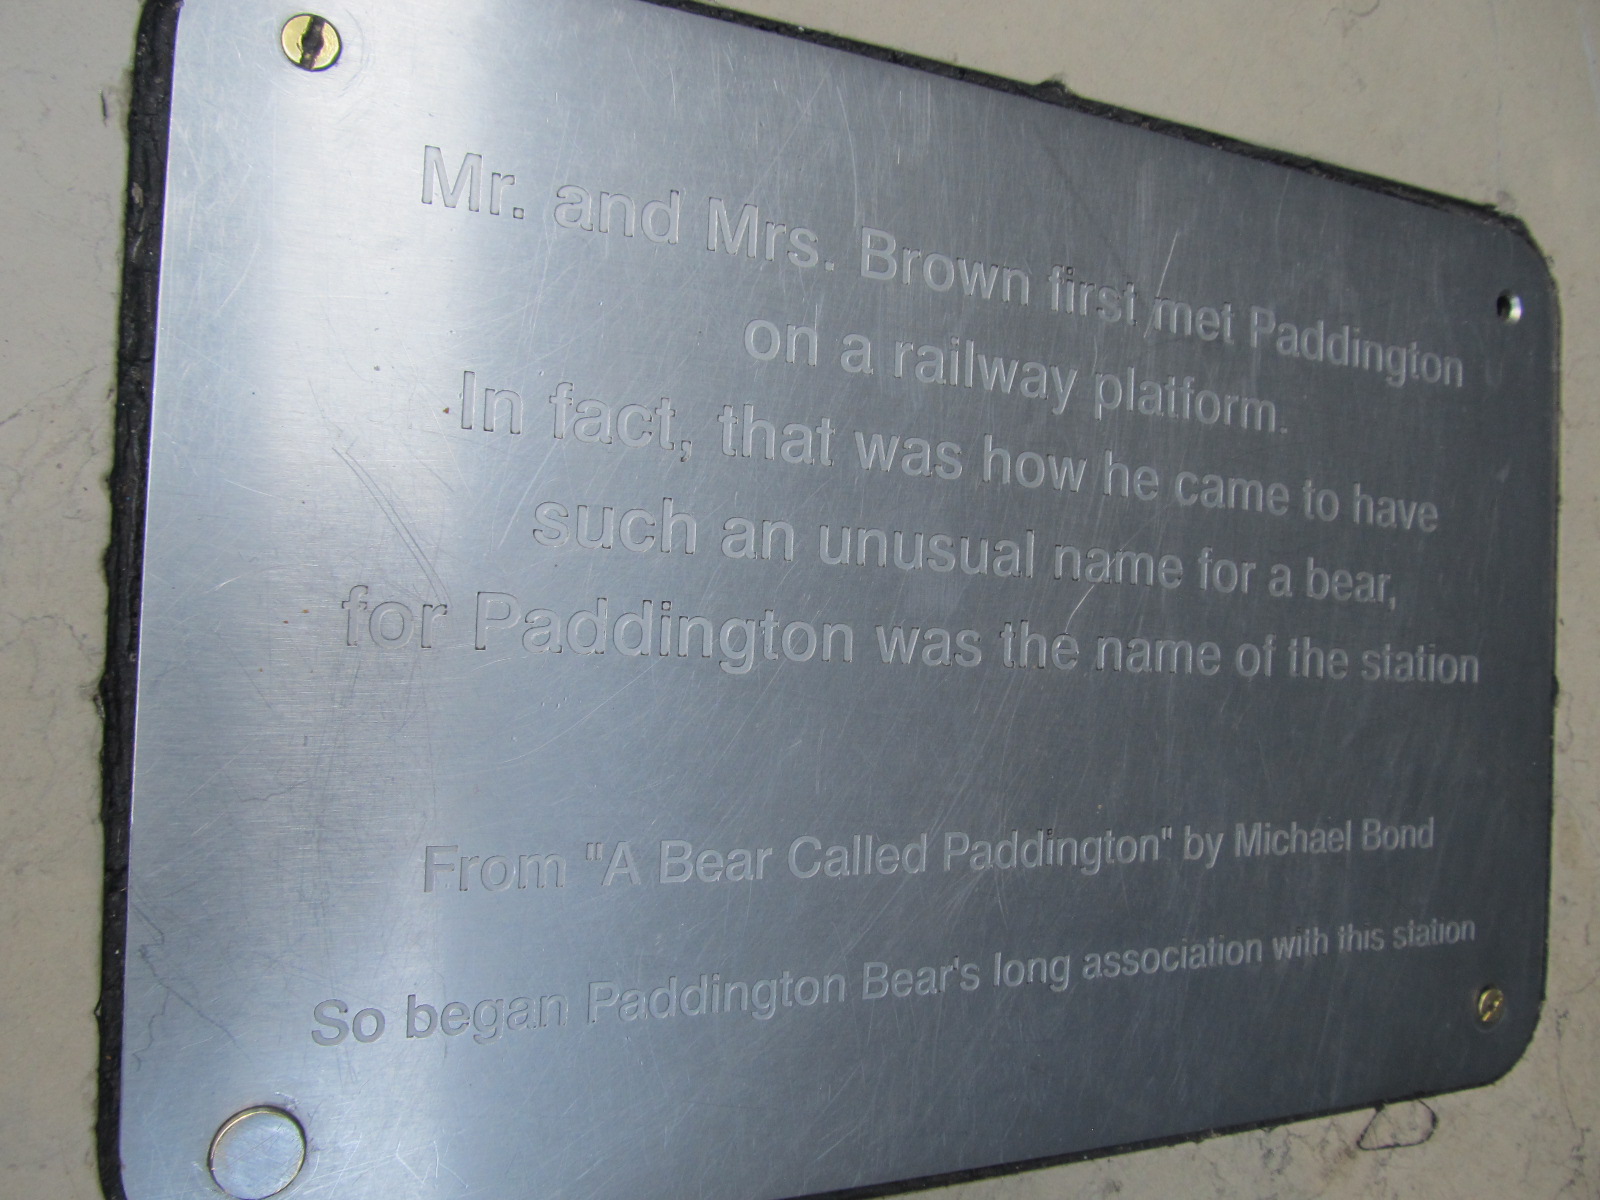 Mr. and Mrs. Brown first met Paddington
on a railway platform.
In fact, that was how he came to have
such an unusual name for a bear,
for Paddington was the name of the station
From "A Bear Called Paddington" by Michael Bond
So began Paddington Bear's long association with this station